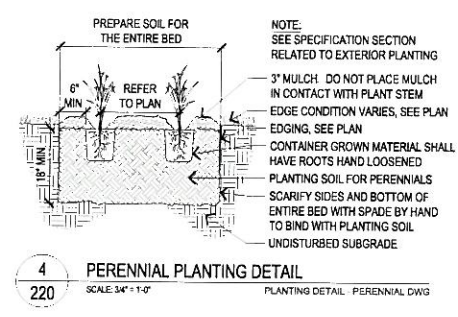 PREPARE SOIL FOR
THE ENTIRE BED
NOTE:
SEE SPECIFICATION SECTION
RELATED TO EXTERIOR PLANTING
6"
MIN
REFER
TO PLAN
3" MULCH. DO NOT PLACE MULCH
IN CONTACT WITH PLANT STEM
EDGE CONDITION VARIES, SEE PLAN
EDGING, SEE PLAN
CONTAINER GROWN MATERIAL SHALL
HAVE ROOTS HAND LOOSENED
18" MIN
PLANTING SOIL FOR PERENNIALS
SCARIFY SIDES AND BOTTOM OF
ENTIRE BED WITH SPADE BY HAND
TO BIND WITH PLANTING SOIL
UNDISTURBED SUBGRADE
4
220
PERENNIAL PLANTING DETAIL
SCALE: 3/4" = 1'-0"
PLANTING DETAIL - PERENNIAL DWG